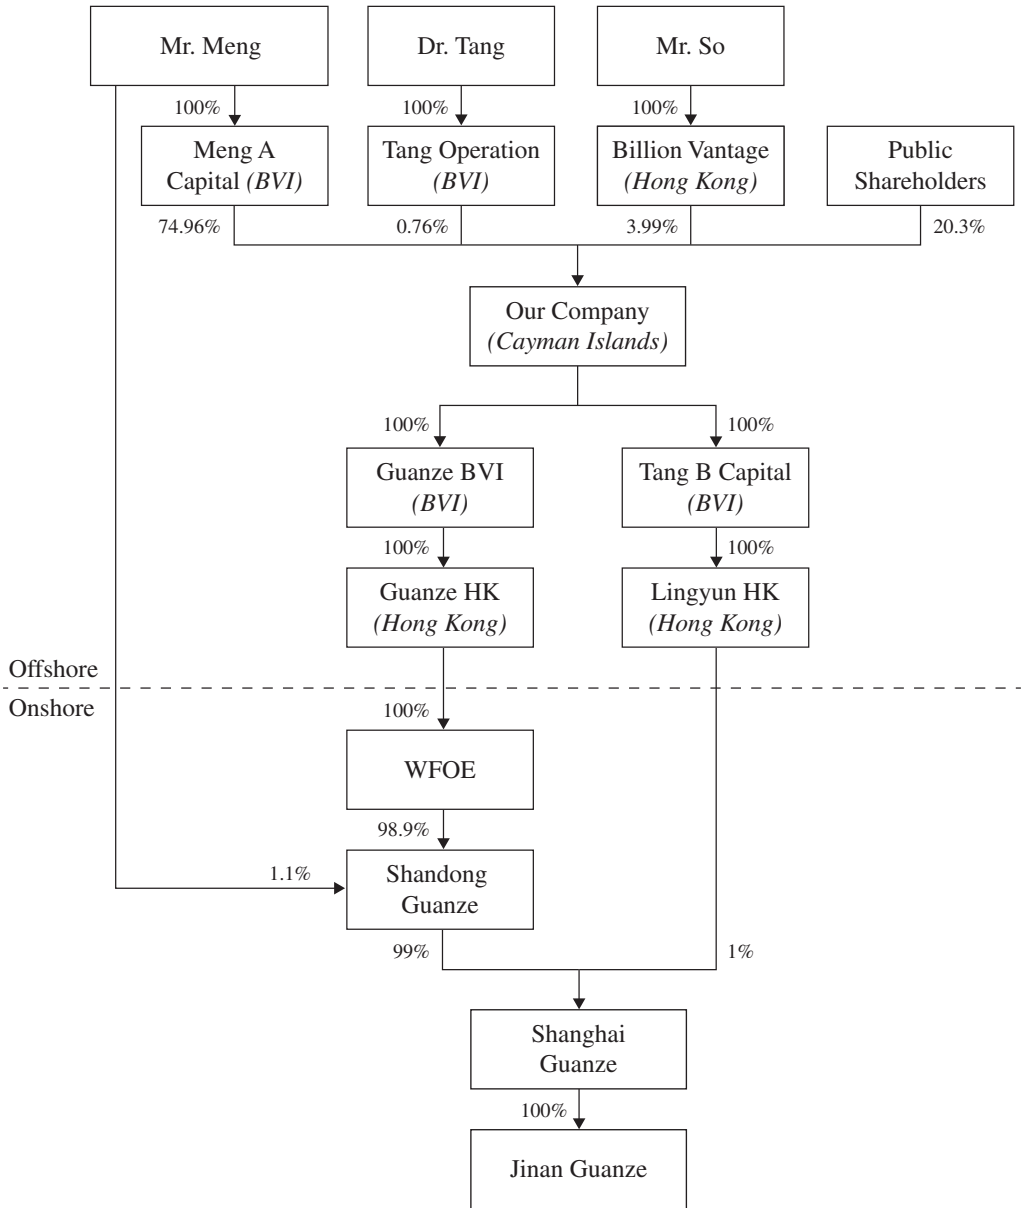 Mr. Meng
Dr. Tang
Mr. So
100%
100%
100%
Meng A
Capital (BVI)
Tang Operation
(BVI)
Billion Vantage
(Hong Kong)
Public
Shareholders
74.96%
0.76%
3.99%
20.3%
Our Company
(Cayman Islands)
100%
100%
Guanze BVI
(BVI)
Tang B Capital
(BVI)
100%
100%
Guanze HK
(Hong Kong)
Lingyun HK
(Hong Kong)
Offshore
Onshore
100%
WFOE
98.9%
1.1%
Shandong
Guanze
99%
1%
Shanghai
Guanze
100%
Jinan Guanze